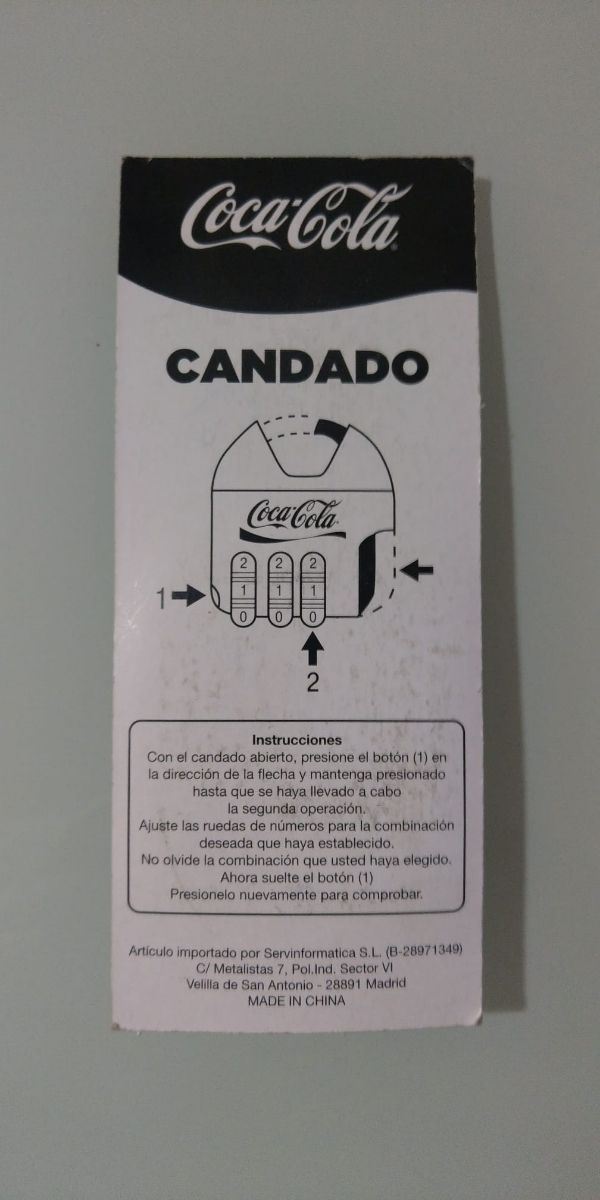 Coca-Cola
CANDADO
Coca-Cola
2 2 2
1 1 1 1
0 0 0
2
Instrucciones
Con el candado abierto, presione el botón (1) en
la dirección de la flecha y mantenga presionado
hasta que se haya llevado a cabo
la segunda operación.
Ajuste las ruedas de números para la combinación
deseada que haya establecido.
No olvide la combinación que usted haya elegido.
Ahora suelte el botón (1)
Presionelo nuevamente para comprobar.
Artículo importado por Servinformatica S.L. (B-28971349)
C/ Metalistas 7, Pol.Ind. Sector VI
Velilla de San Antonio - 28891 Madrid
MADE IN CHINA